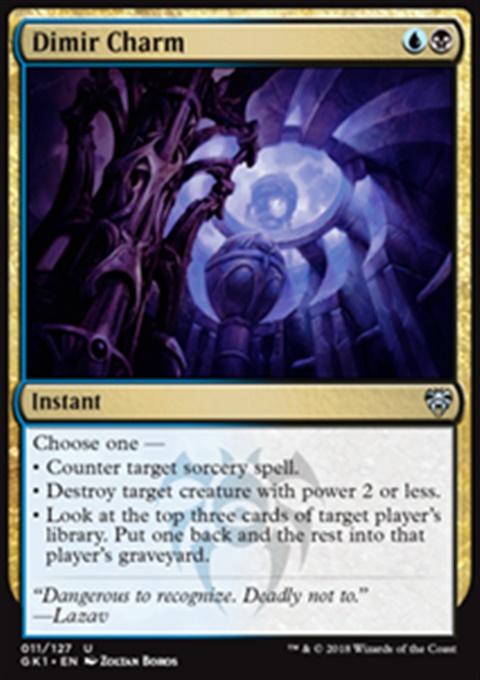 Dimir Charm
Instant
Choose one —
• Counter target sorcery spell.
• Destroy target creature with power 2 or less.
• Look at the top three cards of target player's
library. Put one back and the rest into that
player's graveyard.
“Dangerous to recognize. Deadly not to.”
—Lazav
011/127 U
GK1 • EN Zoltan Boros
™ & © 2018 Wizards of the Coast